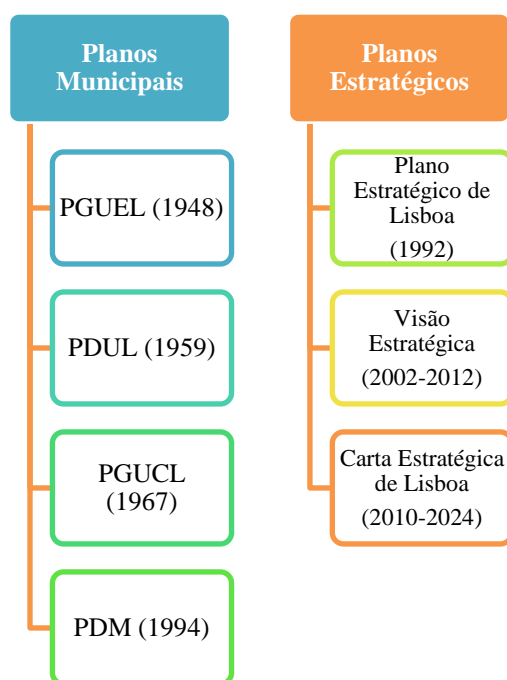 Planos
Municipais
PGUEL (1948)
PDUL (1959)
PGUCL
(1967)
PDM (1994)
Planos
Estratégicos
Plano
Estratégico de
Lisboa
(1992)
Visão
Estratégica
(2002-2012)
Carta Estratégica
de Lisboa
(2010-2024)